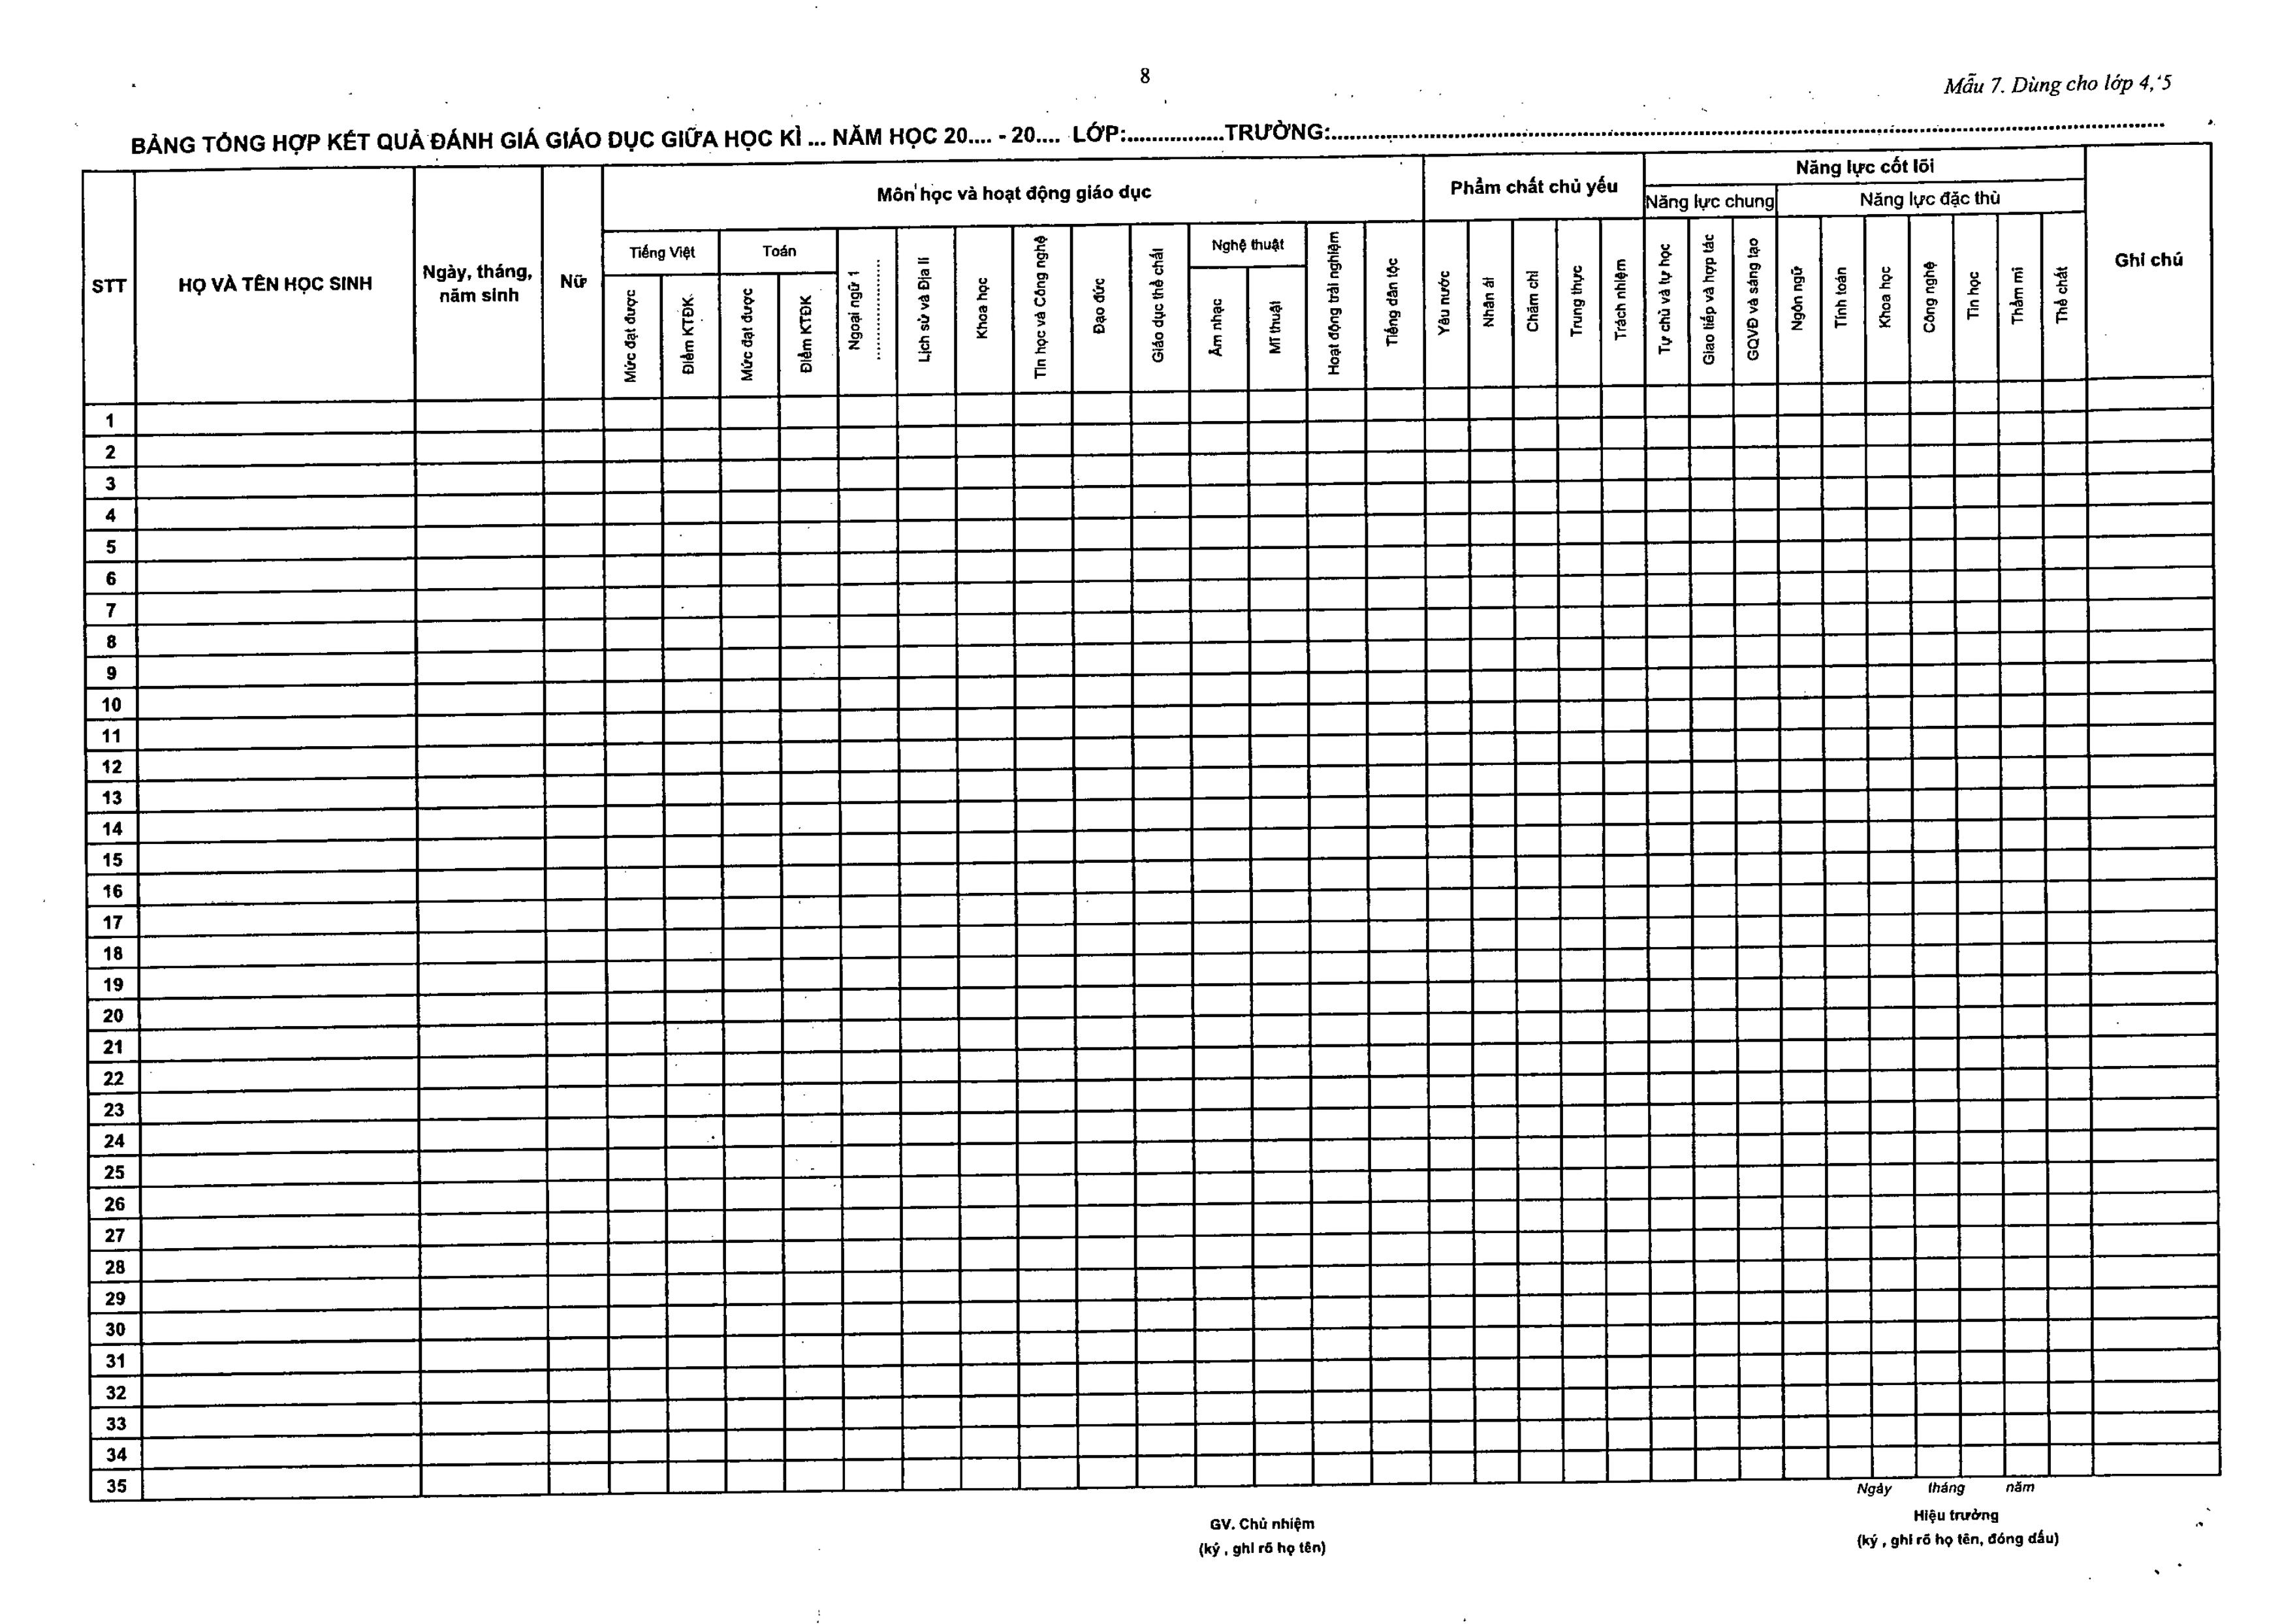 8
Mẫu 7. Dùng cho lớp 4, 5
BẢNG TỔNG HỢP KẾT QUẢ ĐÁNH GIÁ GIÁO DỤC GIỮA HỌC KÌ ... NĂM HỌC 20.... - 20.... LỚP:................TRƯỜNG:................
STT
HỌ VÀ TÊN HỌC SINH
Ngày, tháng,
năm sinh
Nữ
Môn học và hoạt động giáo dục
Phẩm chất chủ yếu
Năng lực cốt lõi
Năng lực chung
Năng lực đặc thù
Ghi chú
Tiếng Việt
Toán
Nghệ thuật
Mức đạt được
Điểm KTĐK
Mức đạt được
Điểm KTĐK
Ngoại ngữ 1
....................
Lịch sử và Địa lí
Khoa học
Tin học và Công nghệ
Đạo đức
Giáo dục thể chất
Âm nhạc
Mĩ thuật
Hoạt động trải nghiệm
Tiếng dân tộc
Yêu nước
Nhân ái
Chăm chỉ
Trung thực
Trách nhiệm
Tự chủ và tự học
Giao tiếp và hợp tác
GQVĐ và sáng tạo
Ngôn ngữ
Tính toán
Khoa học
Công nghệ
Tin học
Thẩm mĩ
Thể chất
1
2
3
4
5
6
7
8
9
10
11
12
13
14
15
16
17
18
19
20
21
22
23
24
25
26
27
28
29
30
31
32
33
34
35
Ngày tháng năm
GV. Chủ nhiệm
(ký , ghi rõ họ tên)
Hiệu trưởng
(ký , ghi rõ họ tên, đóng dấu)